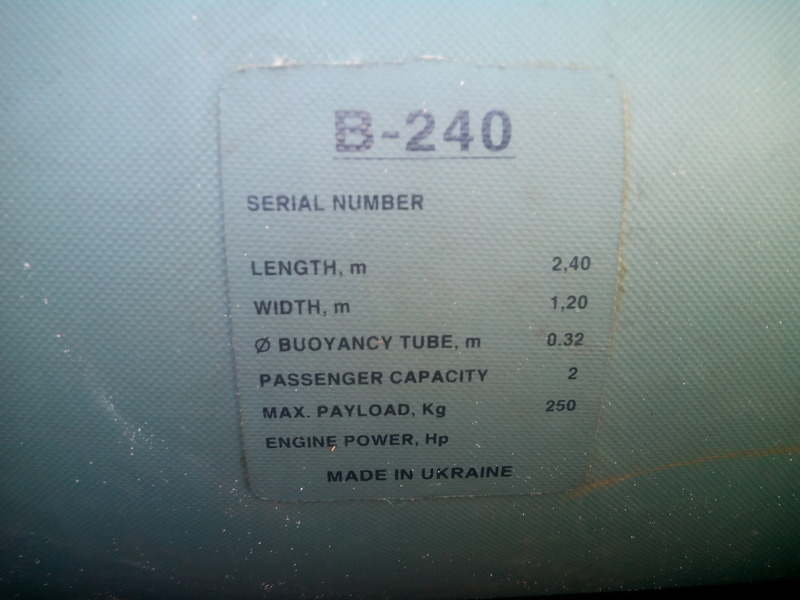 B-240
SERIAL NUMBER
LENGTH, m 2,40
WIDTH, m 1,20
Ø BUOYANCY TUBE, m 0.32
PASSENGER CAPACITY 2
MAX. PAYLOAD, Kg 250
ENGINE POWER, Hp
MADE IN UKRAINE